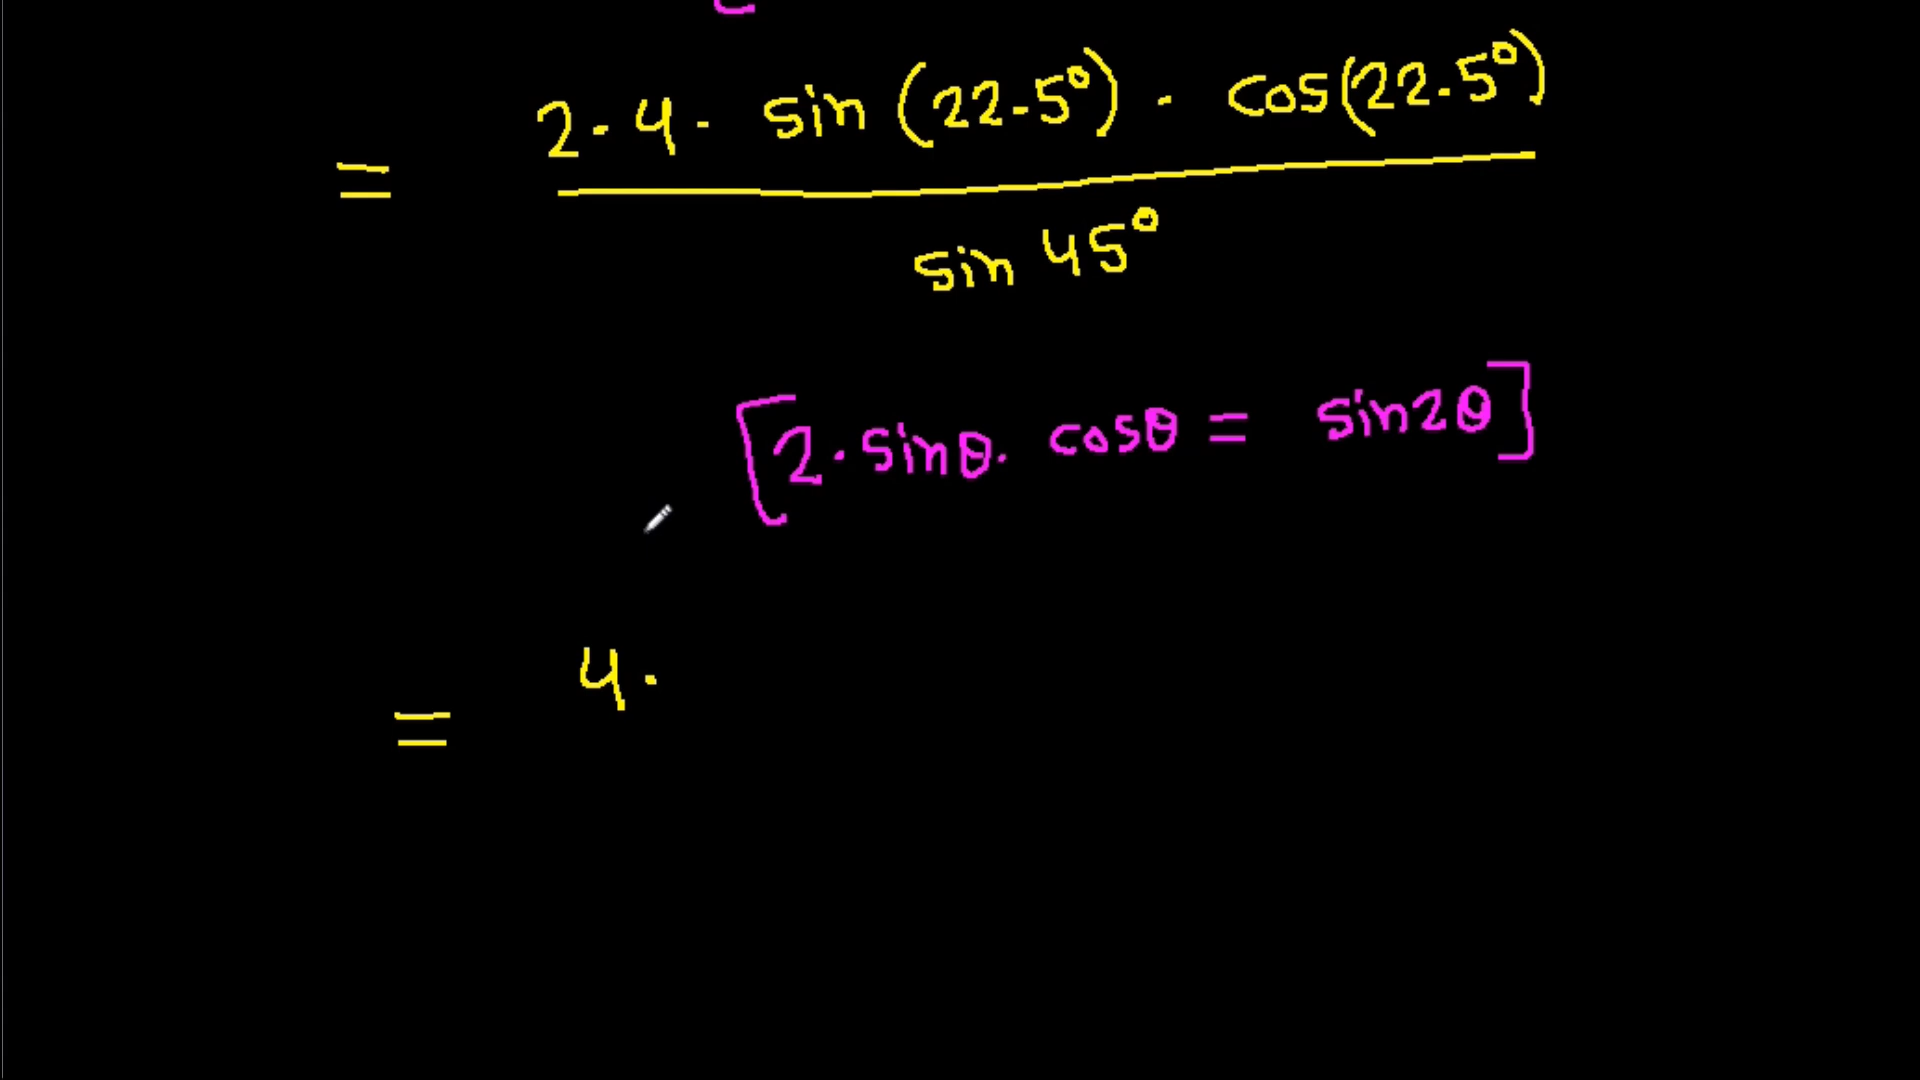 2 · 4 · sin (22.5°) · cos(22.5°)
=
sin 45°
[2 · sinθ · cosθ = sin2θ]
= 4 ·